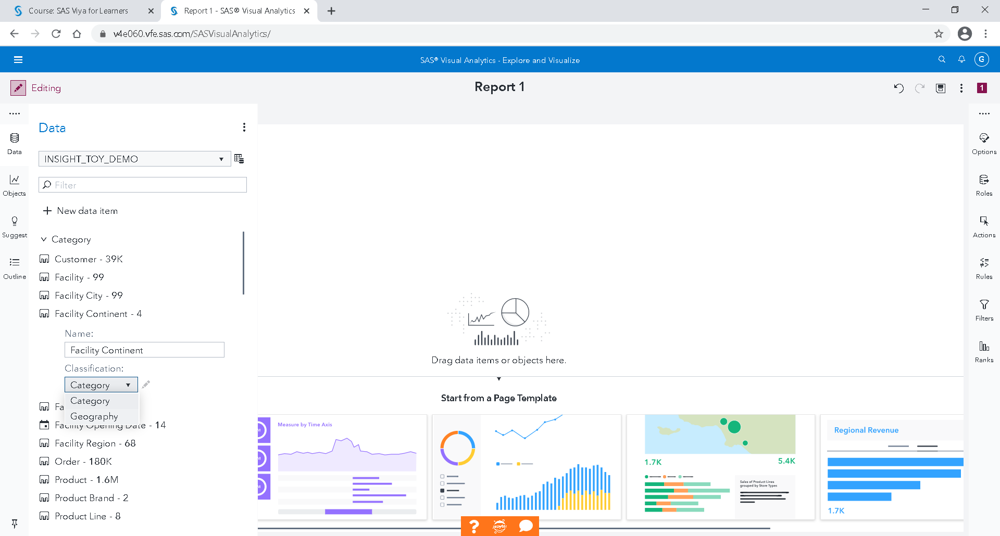 Course: SAS Viya for Learners
Report 1 - SAS® Visual Analytics
v4e060.vfe.sas.com/SASVisualAnalytics/
SAS® Visual Analytics - Explore and Visualize
G
Editing
Report 1
1
Data
Objects
Suggest
Outline
Data
INSIGHT_TOY_DEMO
Filter
New data item
Category
Customer - 39K
Facility - 99
Facility City - 99
Facility Continent - 4
Name:
Facility Continent
Classification:
Category
Category
Geography
Fa
Facility Opening Date - 14
Facility Region - 68
Order - 180K
Product - 1.6M
Product Brand - 2
Product Line - 8
Drag data items or objects here.
Start from a Page Template
M
M
M
Measure by Time Axis
1.7K
5.4K
Sales of Product Lines
grouped by Store Types
Regional Revenue
1.7K
?
jupyter
Options
Roles
Actions
Rules
Filters
Ranks